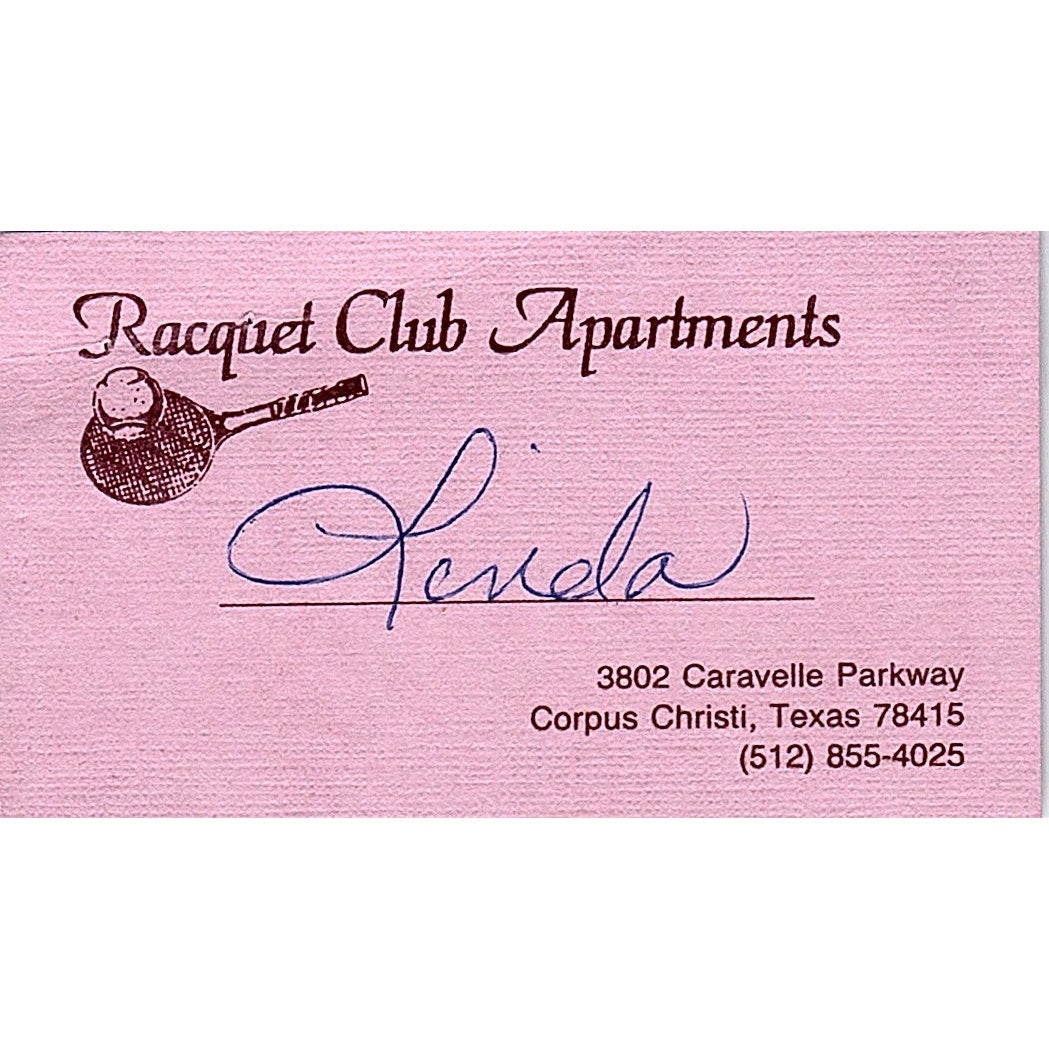 Racquet Club Apartments
Linda
3802 Caravelle Parkway
Corpus Christi, Texas 78415
(512) 855-4025